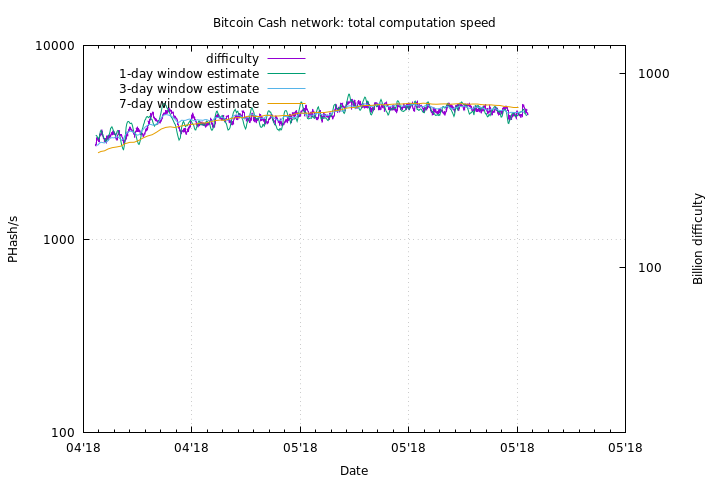 Bitcoin Cash network: total computation speed
10000
1000
100
PHash/s
difficulty
1-day window estimate
3-day window estimate
7-day window estimate
1000
100
Billion difficulty
04'18 04'18 05'18 05'18 05'18 05'18
Date